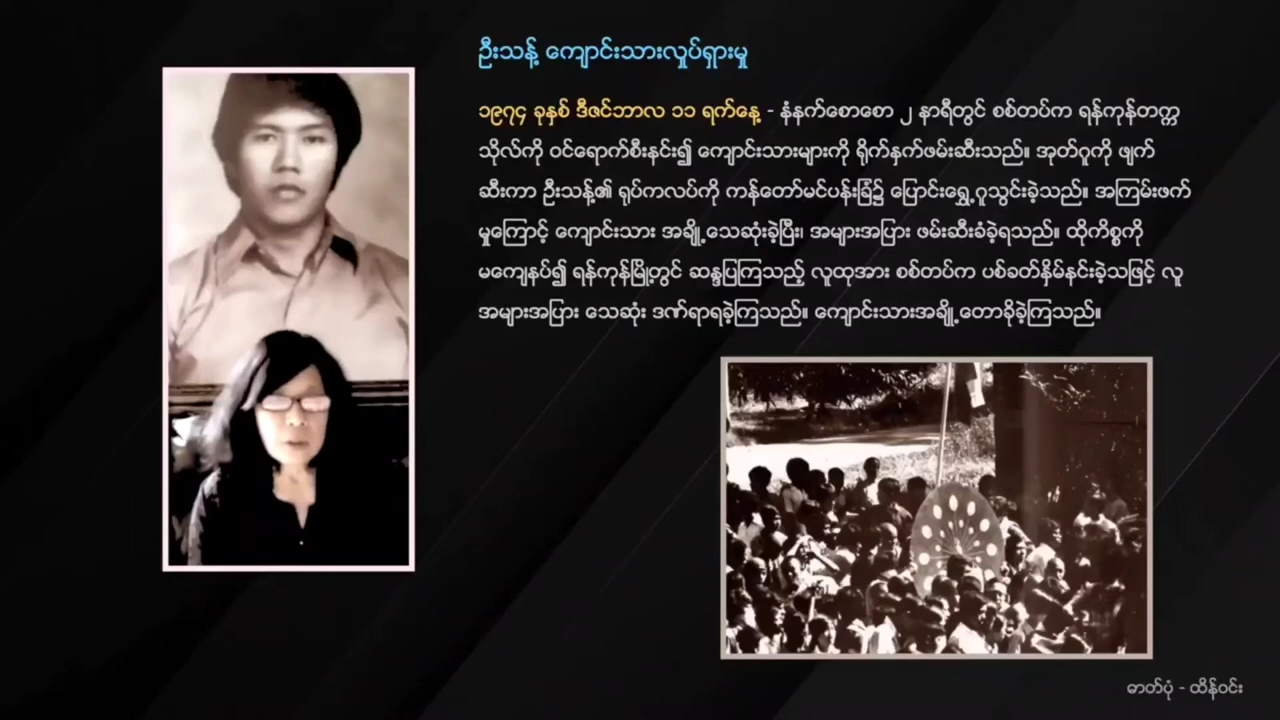 ဦးသန့် ကျောင်းသားလှုပ်ရှားမှု
၁၉၇၄ ခုနှစ် ဒီဇင်ဘာလ ၁၁ ရက်နေ့ - နံနက်စောစော ၂ နာရီတွင် စစ်တပ်က ရန်ကုန်တက္က
သိုလ်ကို ဝင်ရောက်စီးနင်း၍ ကျောင်းသားများကို ရိုက်နက်ဖမ်းဆီးသည်။ အုတ်ဂူကို ဖျက်
ဆီးကာ ဦးသန့်၏ ရုပ်ကလပ်ကို ကန်တော်မင်ပန်းခြံ၌ ပြောင်းရွှေ့ဂူသွင်းခဲ့သည်။ အကြမ်းဖက်
မှုကြောင့် ကျောင်းသား အချို့သေဆုံးခဲ့ပြီး၊ အများအပြား ဖမ်းဆီးခံခဲ့ရသည်။ ထိုကိစ္စကို
မကျေနပ်၍ ရန်ကုန်မြို့တွင် ဆန္ဒပြကြသည့် လူထုအား စစ်တပ်က ပစ်ခတ်နှိမ်နင်းခဲ့သဖြင့် လူ
အများအပြား သေဆုံး ဒဏ်ရာရခဲ့ကြသည်။ ကျောင်းသားအချို့တောခိုခဲ့ကြသည်။
ဓာတ်ပုံ - ထိန်ဝင်း